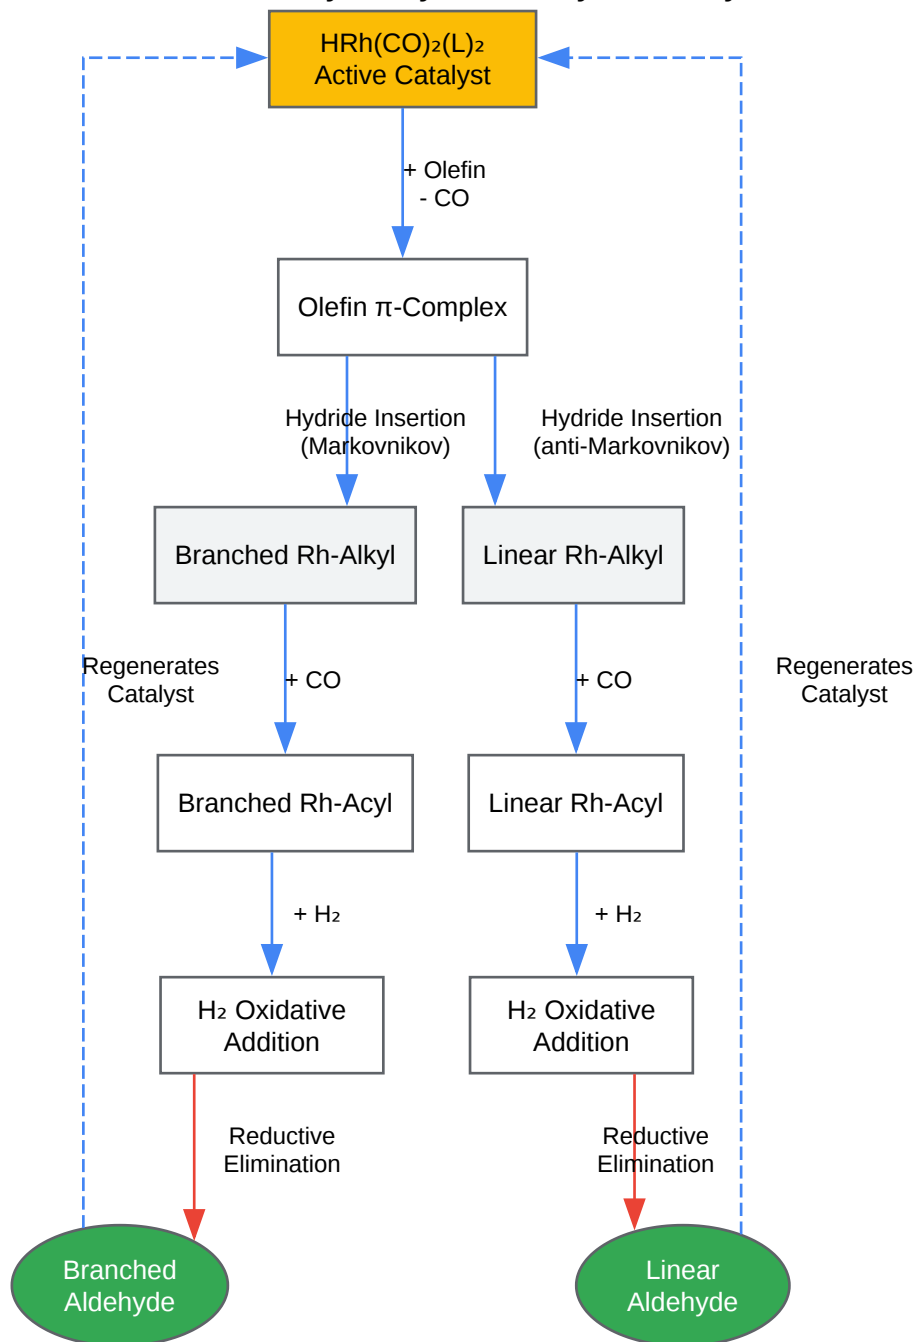 HRh(CO)₂(L)₂
Active Catalyst
+ Olefin
- CO
Olefin π-Complex
Hydride Insertion
(Markovnikov)
Hydride Insertion
(anti-Markovnikov)
Branched Rh-Alkyl
Linear Rh-Alkyl
Regenerates
Catalyst
+ CO
+ CO
Regenerates
Catalyst
Branched Rh-Acyl
Linear Rh-Acyl
+ H₂
+ H₂
H₂ Oxidative
Addition
H₂ Oxidative
Addition
Reductive
Elimination
Reductive
Elimination
Branched
Aldehyde
Linear
Aldehyde